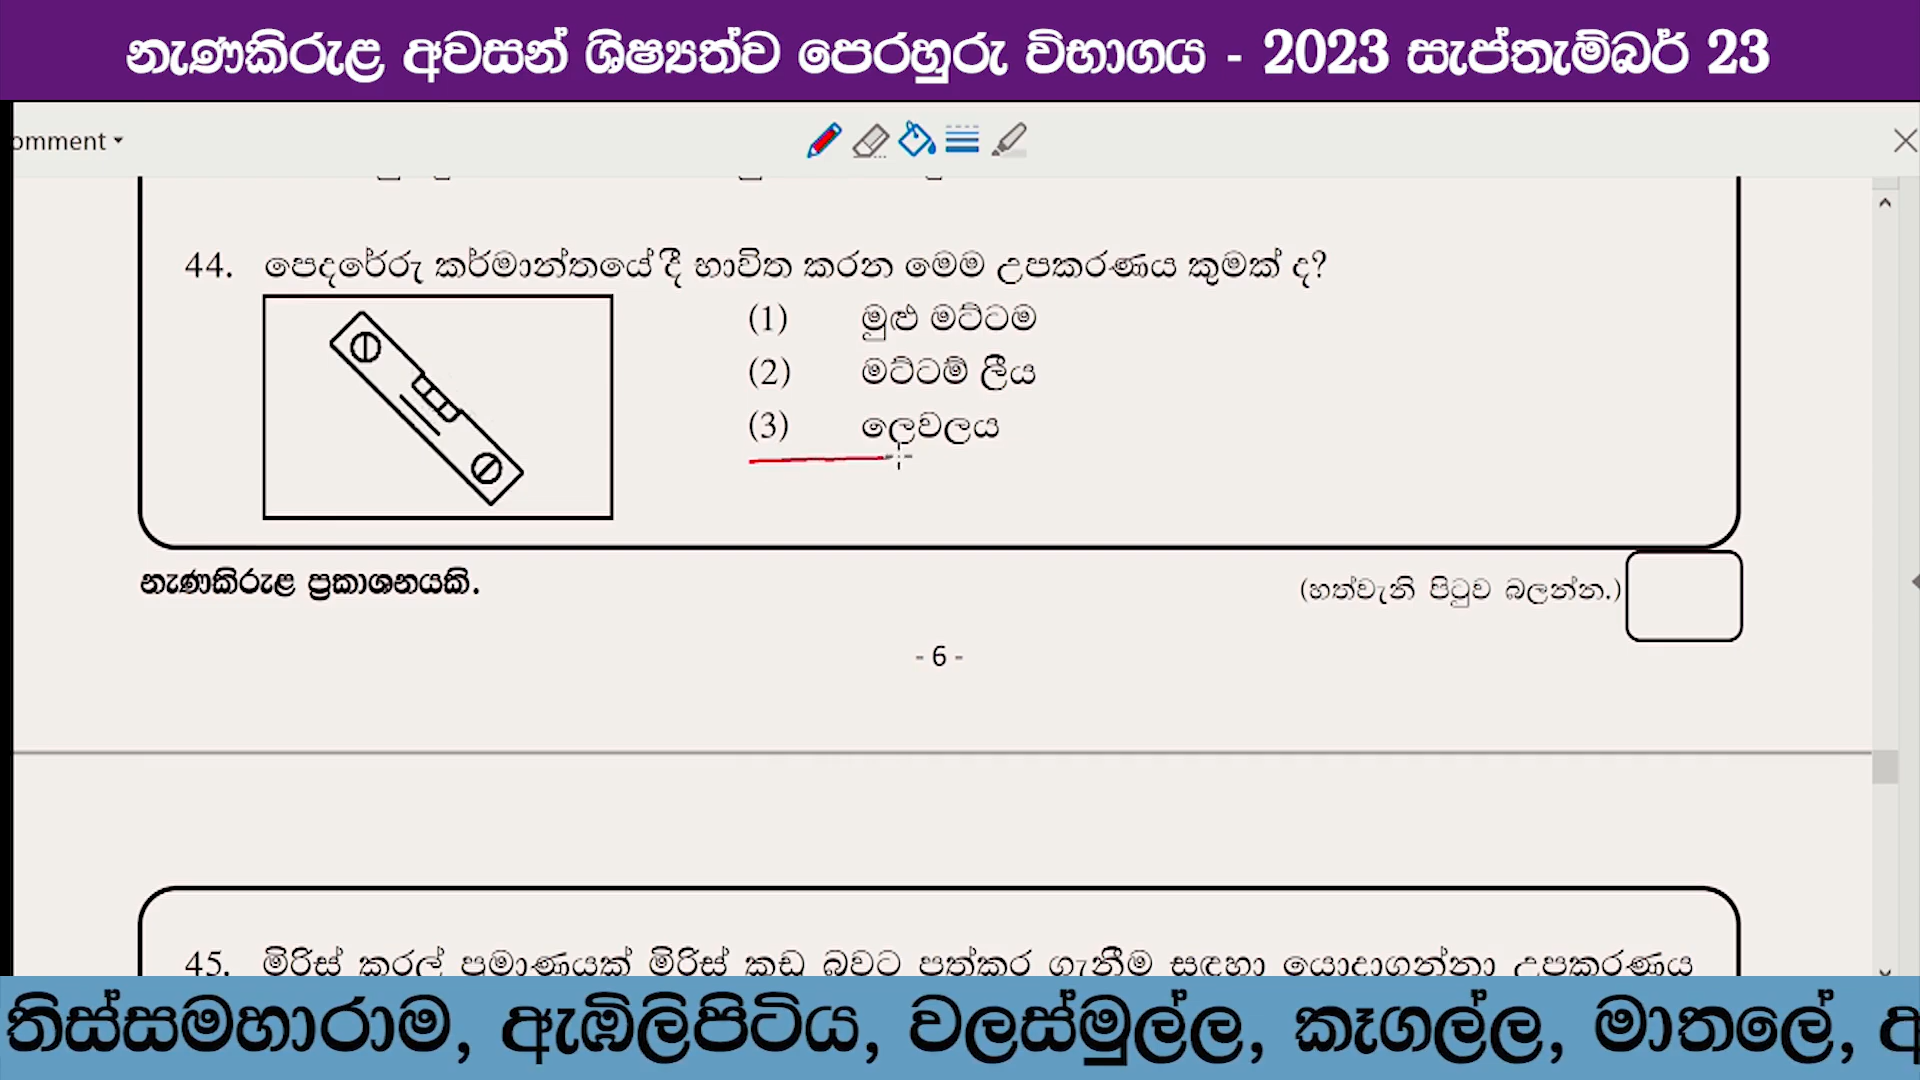 නැණකිරුළ අවසන් ශිෂ්‍යත්ව පෙරහුරු විභාගය - 2023 සැප්තැම්බර් 23
omment
44. පෙදරේරු කර්මාන්තයේ දී භාවිත කරන මෙම උපකරණය කුමක් ද?
(1) මුළු මට්ටම
(2) මට්ටම් ලීය
(3) ලෙවලය
නැණකිරුළ ප්‍රකාශනයකි.
(හත්වැනි පිටුව බලන්න.)
- 6 -
45. මිරිස් කරල් ප්‍රමාණයක් මිරිස් කුඩු බවට පත්කර ගැනීම සඳහා යොදාගන්නා උපකරණය
තිස්සමහාරාම, ඇඹිලිපිටිය, වලස්මුල්ල, කෑගල්ල, මාතලේ,